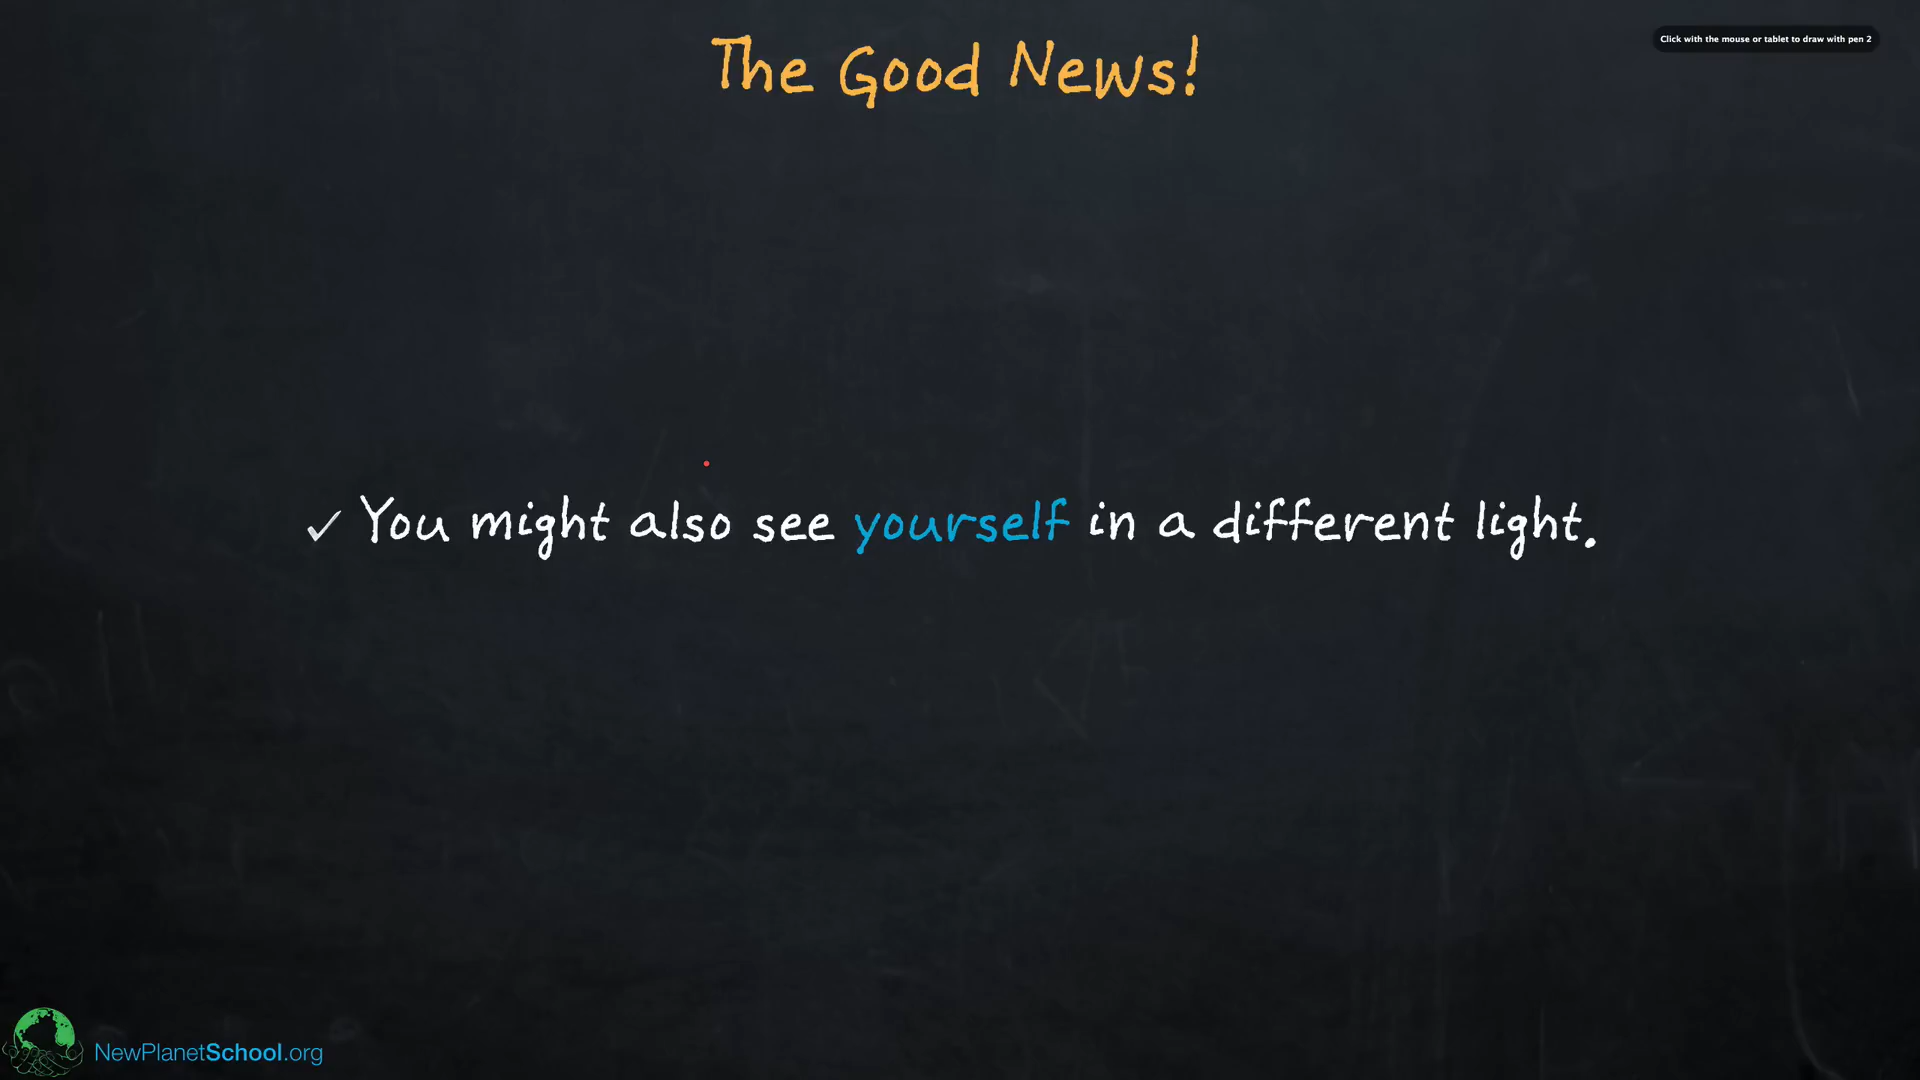 The Good News!
Click with the mouse or tablet to draw with pen 2
✓ You might also see yourself in a different light.
NewPlanetSchool.org